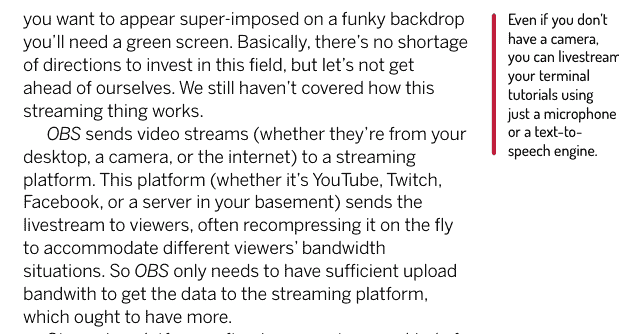 you want to appear super-imposed on a funky backdrop
you'll need a green screen. Basically, there's no shortage
of directions to invest in this field, but let's not get
ahead of ourselves. We still haven't covered how this
streaming thing works.
OBS sends video streams (whether they're from your
desktop, a camera, or the internet) to a streaming
platform. This platform (whether it's YouTube, Twitch,
Facebook, or a server in your basement) sends the
livestream to viewers, often recompressing it on the fly
to accommodate different viewers' bandwidth
situations. So OBS only needs to have sufficient upload
bandwith to get the data to the streaming platform,
which ought to have more.
Even if you don't
have a camera,
you can livestream
your terminal
tutorials using
just a microphone
or a text-to-
speech engine.